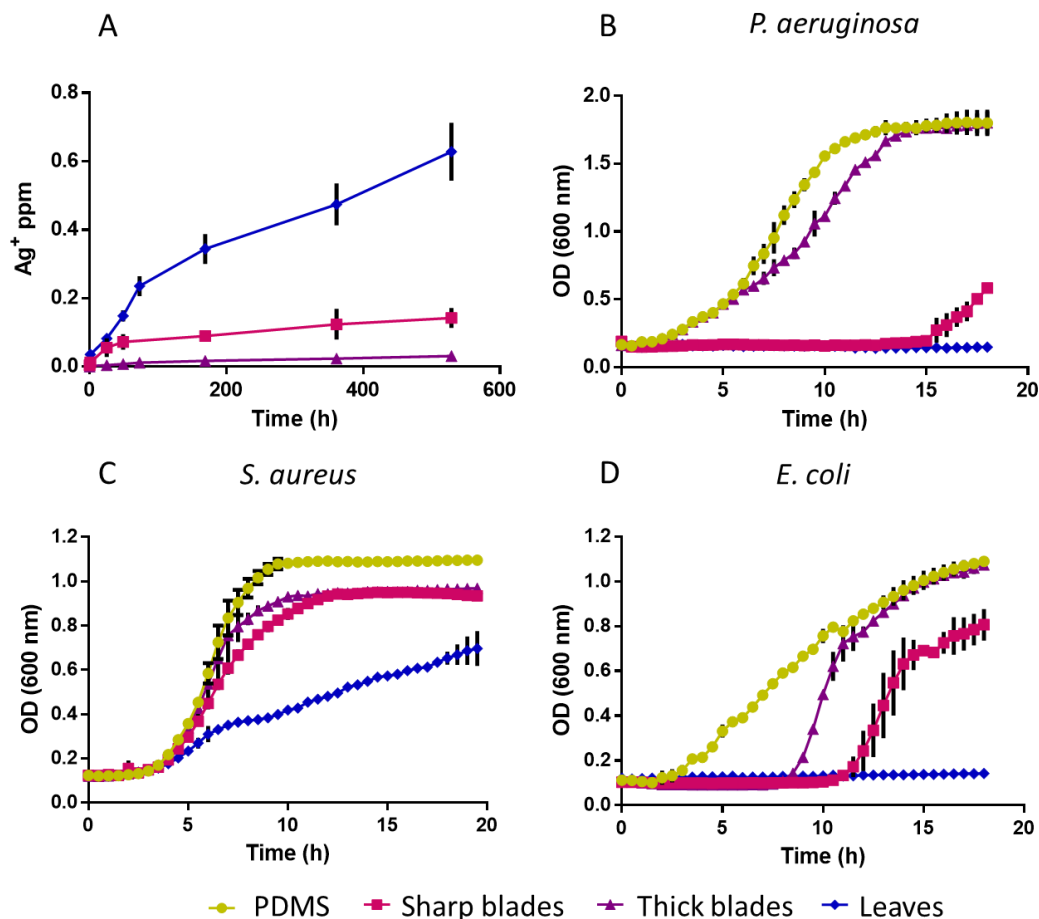 A
Ag+ ppm
0.8
0.6
0.4
0.2
0.0
0 200 400 600
Time (h)
B
P. aeruginosa
OD (600 nm)
2.0
1.5
1.0
0.5
0.0
0 5 10 15 20
Time (h)
C
S. aureus
OD (600 nm)
1.2
1.0
0.8
0.6
0.4
0.2
0.0
0 5 10 15 20
Time (h)
D
E. coli
OD (600 nm)
1.2
1.0
0.8
0.6
0.4
0.2
0.0
0 5 10 15 20
Time (h)
PDMS Sharp blades Thick blades Leaves